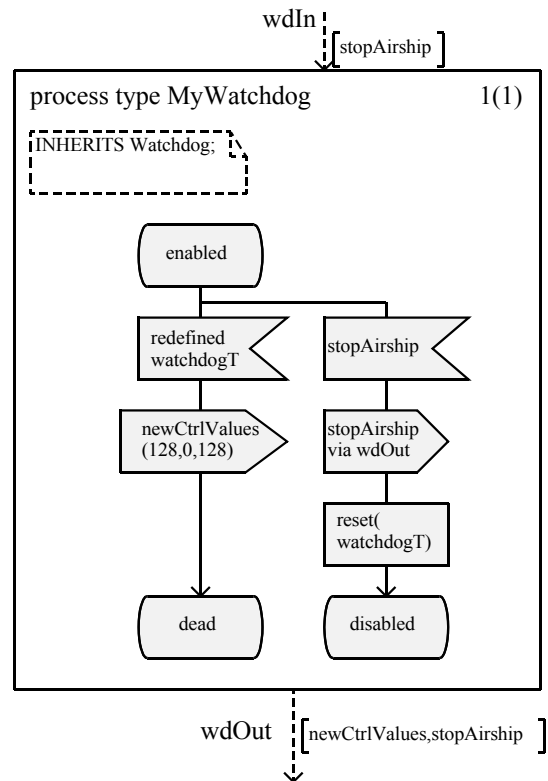 wdIn
stopAirship
process type MyWatchdog 1(1)
INHERITS Watchdog;
enabled
redefined
watchdogT
stopAirship
newCtrlValues
(128,0,128)
stopAirship
via wdOut
reset(
watchdogT)
dead
disabled
wdOut
newCtrlValues,stopAirship